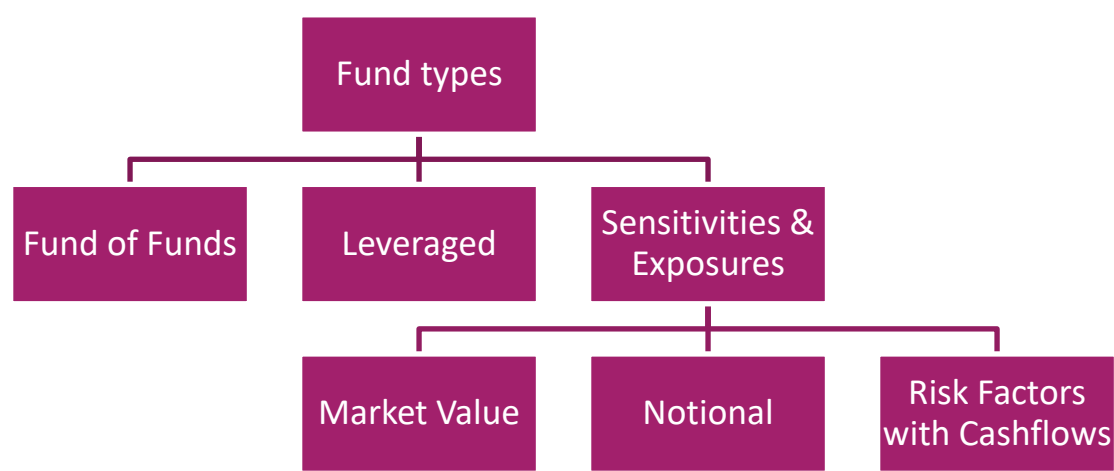 Fund types
Fund of Funds
Leveraged
Sensitivities &
Exposures
Market Value
Notional
Risk Factors
with Cashflows